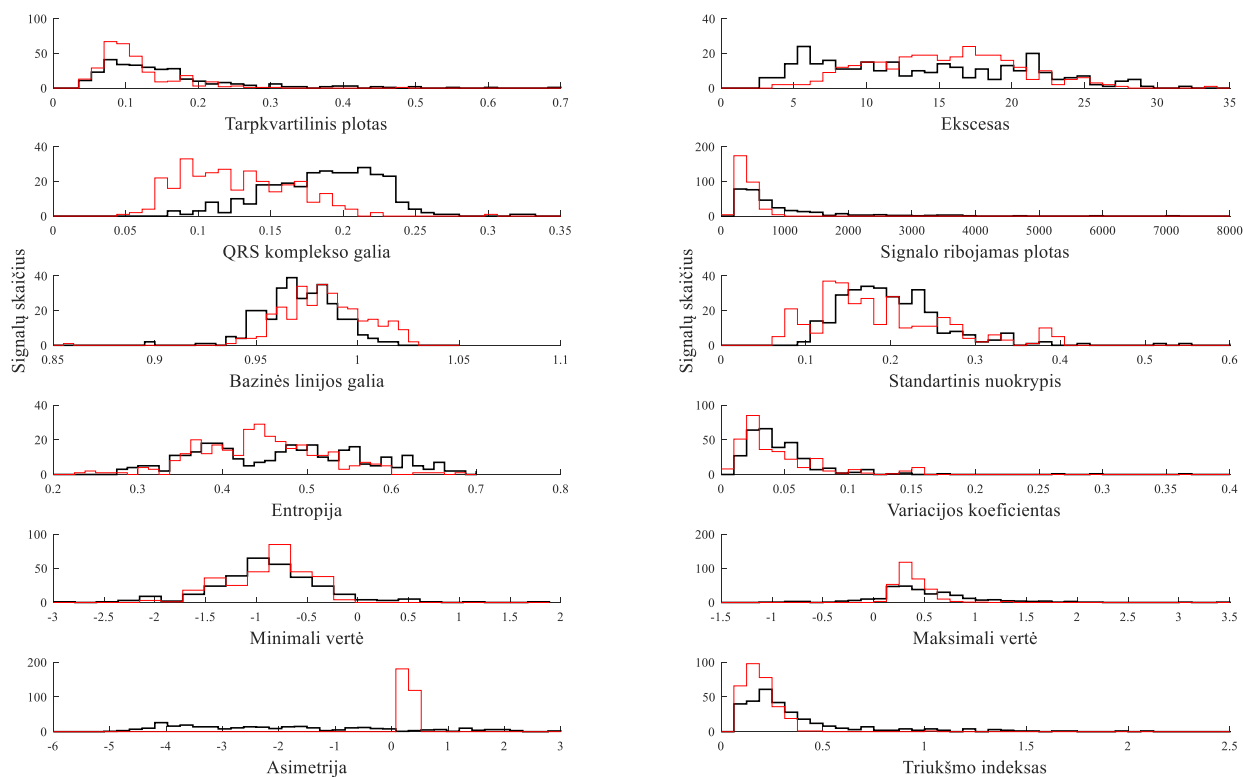 100
50
0
0 0.1 0.2 0.3 0.4 0.5 0.6 0.7
Tarpkvartilinis plotas
40
20
0
0 5 10 15 20 25 30 35
Ekscesas
40
20
0
0 0.05 0.1 0.15 0.2 0.25 0.3 0.35
QRS komplekso galia
200
100
0
0 1000 2000 3000 4000 5000 6000 7000 8000
Signalo ribojamas plotas
Signalų skaičius
40
20
0
0.85 0.9 0.95 1 1.05 1.1
Bazinės linijos galia
Signalų skaičius
40
20
0
0 0.1 0.2 0.3 0.4 0.5 0.6
Standartinis nuokrypis
40
20
0
0.2 0.3 0.4 0.5 0.6 0.7 0.8
Entropija
100
50
0
0 0.05 0.1 0.15 0.2 0.25 0.3 0.35 0.4
Variacijos koeficientas
100
50
0
-3 -2.5 -2 -1.5 -1 -0.5 0 0.5 1 1.5 2
Minimali vertė
200
100
0
-1.5 -1 -0.5 0 0.5 1 1.5 2 2.5 3 3.5
Maksimali vertė
200
100
0
-6 -5 -4 -3 -2 -1 0 1 2 3
Asimetrija
100
50
0
0 0.5 1 1.5 2 2.5
Triukšmo indeksas